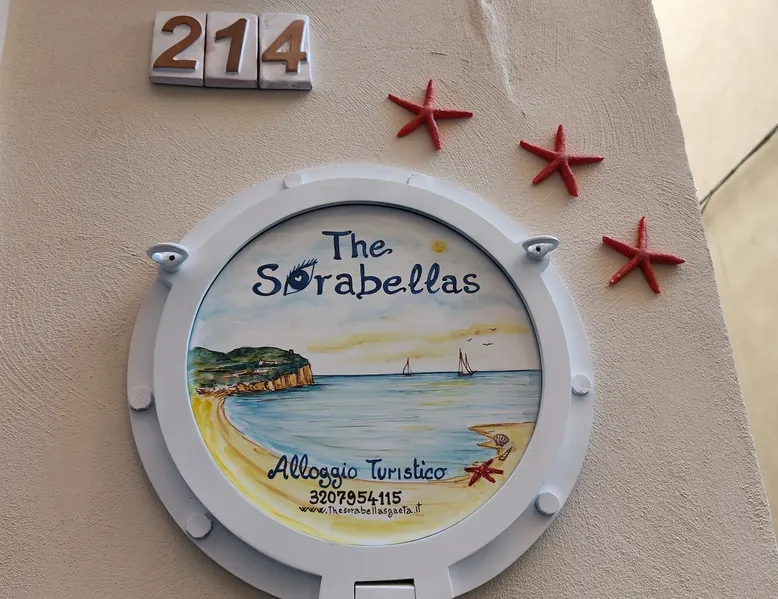 214
The
Sorabellas
Alloggio Turistico
3207954115
www.Thesorabellasgaeta.it